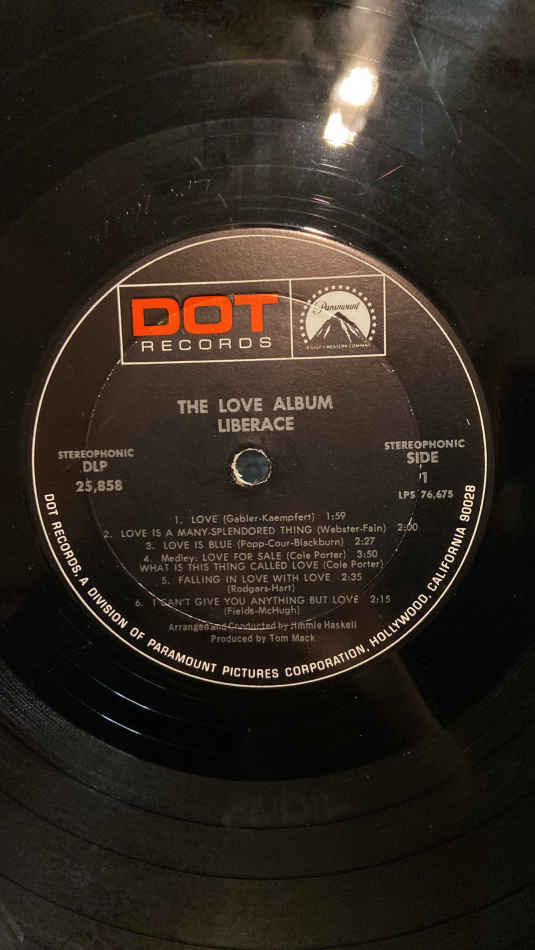 DOT
RECORDS
Paramount
A GULF+WESTERN COMPANY
THE LOVE ALBUM
LIBERACE
STEREOPHONIC
DLP
25,858
STEREOPHONIC
SIDE
1
LPS 76,675
1. LOVE (Gabler-Kaempfert) 1:59
2. LOVE IS A MANY-SPLENDORED THING (Webster-Fain) 2:00
3. LOVE IS BLUE (Popp-Cour-Blackburn) 2:27
4. Medley: LOVE FOR SALE (Cole Porter) 3:50
WHAT IS THIS THING CALLED LOVE (Cole Porter)
5. FALLING IN LOVE WITH LOVE 2:35
(Rodgers-Hart)
6. I CAN'T GIVE YOU ANYTHING BUT LOVE 2:15
(Fields-McHugh)
Arranged and Conducted by Jimmie Haskell
Produced by Tom Mack
DOT RECORDS, A DIVISION OF PARAMOUNT PICTURES CORPORATION, HOLLYWOOD, CALIFORNIA 90028